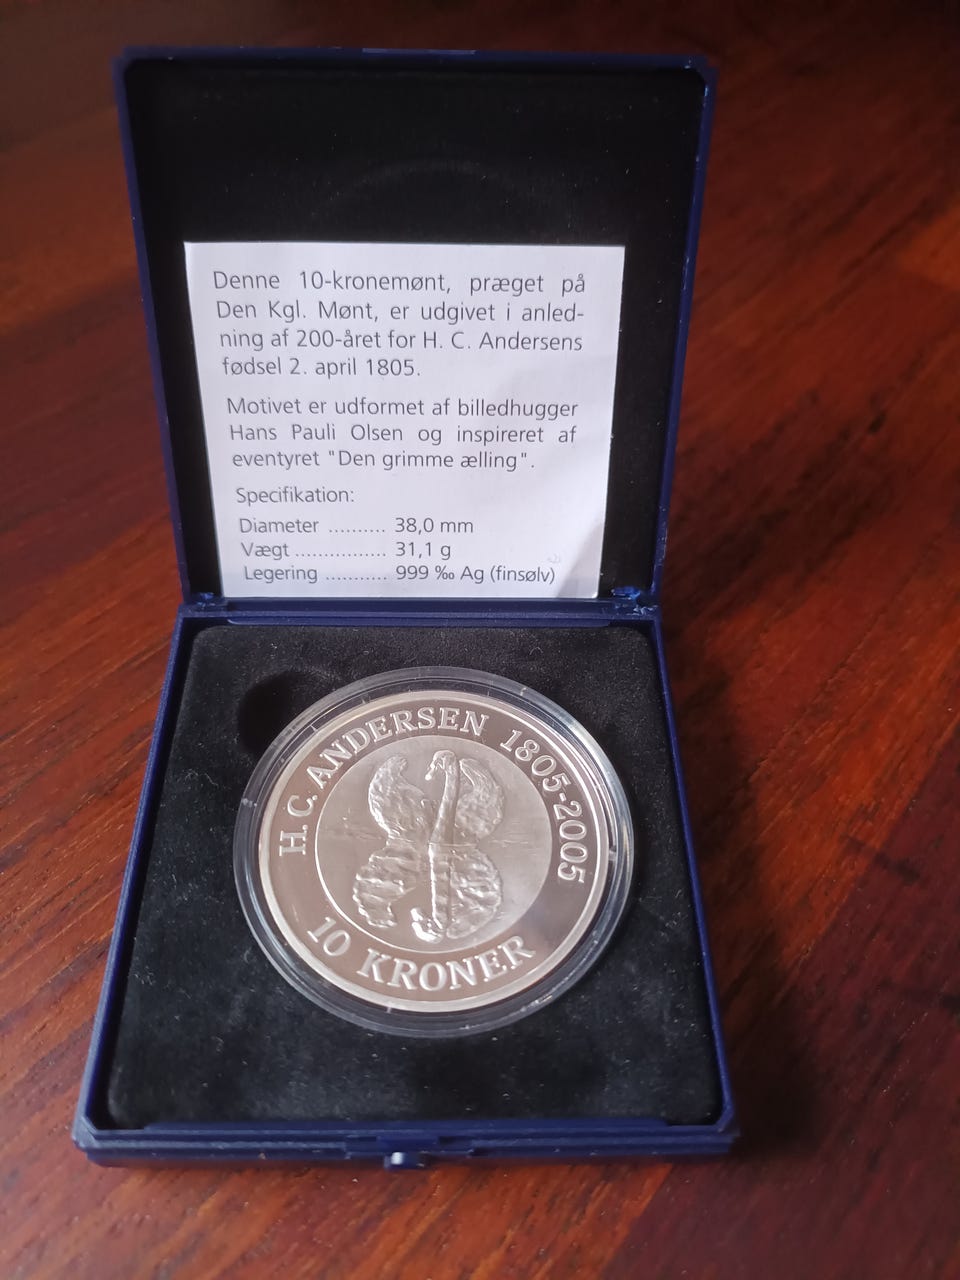 Denne 10-kronemønt, præget på
Den Kgl. Mønt, er udgivet i anled-
ning af 200-året for H. C. Andersens
fødsel 2. april 1805.
Motivet er udformet af billedhugger
Hans Pauli Olsen og inspireret af
eventyret "Den grimme ælling".
Specifikation:
Diameter .......... 38,0 mm
Vægt ................ 31,1 g
Legering ........... 999 ‰ Ag (finsølv)
H. C. ANDERSEN 1805-2005
10 KRONER